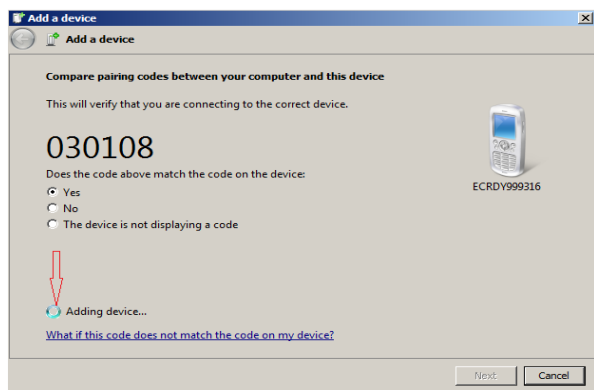 Add a device
Add a device
Compare pairing codes between your computer and this device
This will verify that you are connecting to the correct device.
030108
Does the code above match the code on the device:
Yes
No
The device is not displaying a code
ECRDY999316
Adding device...
What if this code does not match the code on my device?
Next Cancel